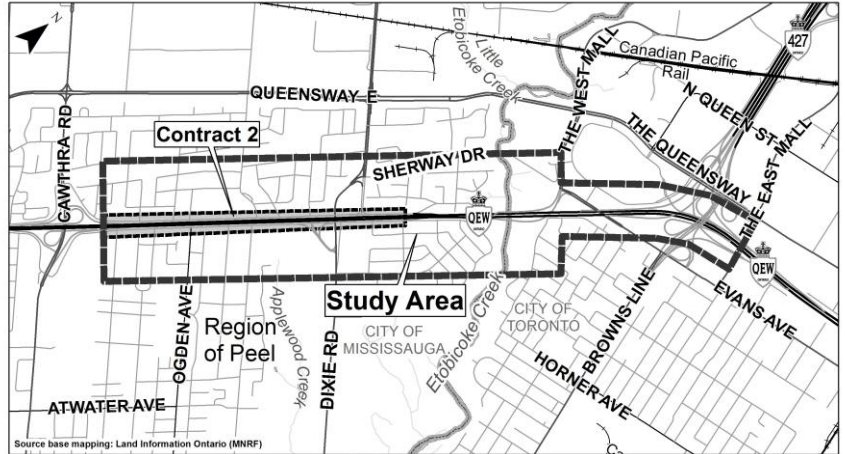 N
CAWTHRA RD
QUEENSWAY E
Contract 2
SHERWAY DR
Little
Etobicoke Creek
THE WEST MALL
Canadian Pacific
Rail
427
N QUEEN ST
THE QUEENSWAY
THE EAST MALL
QEW
QEW
Study Area
OGDEN AVE
Region
of Peel
Applewood Creek
DIXIE RD
CITY OF
MISSISSAUGA
Etobicoke Creek
CITY OF
TORONTO
BROWNS LINE
EVANS AVE
HORNER AVE
ATWATER AVE
Source base mapping: Land Information Ontario (MNRF)